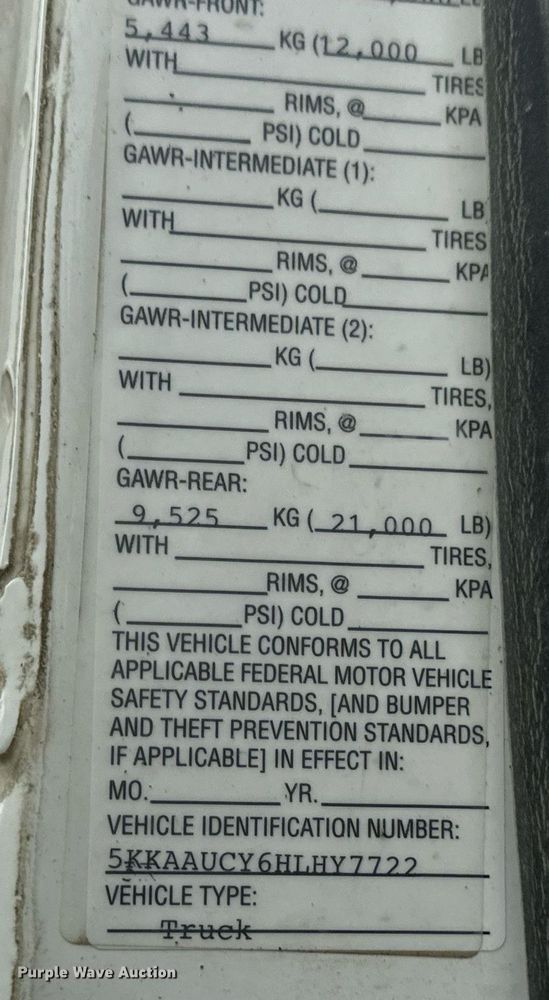 GAWR-FRONT:
5,443 KG (12,000 LB
WITH TIRES
RIMS, @ KPA
( PSI) COLD
GAWR-INTERMEDIATE (1):
KG ( LB
WITH TIRES
RIMS, @ KPA
( PSI) COLD
GAWR-INTERMEDIATE (2):
KG ( LB)
WITH TIRES,
RIMS, @ KPA
( PSI) COLD
GAWR-REAR:
9,525 KG ( 21,000 LB)
WITH TIRES,
RIMS, @ KPA
( PSI) COLD
THIS VEHICLE CONFORMS TO ALL
APPLICABLE FEDERAL MOTOR VEHICLE
SAFETY STANDARDS, [AND BUMPER
AND THEFT PREVENTION STANDARDS,
IF APPLICABLE] IN EFFECT IN:
MO. YR.
VEHICLE IDENTIFICATION NUMBER:
5KKAAUCY6HLHY7722
VEHICLE TYPE:
Truck
Purple Wave Auction